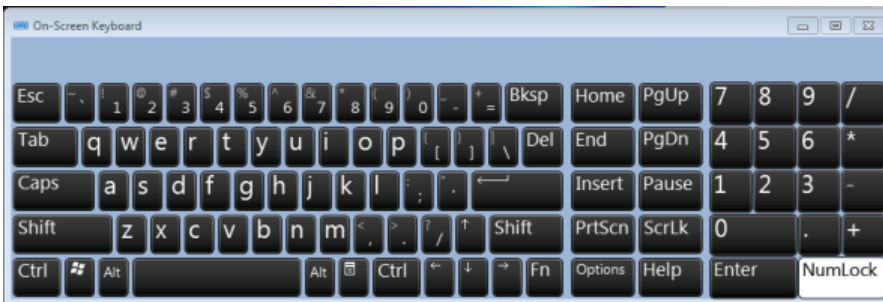 On-Screen Keyboard
Esc ~ ` ! 1 @ 2 # 3 $ 4 % 5 ^ 6 & 7 * 8 ( 9 ) 0 _ - + = Bksp Home PgUp 7 8 9 /
Tab q w e r t y u i o p { [ } ] | \ Del End PgDn 4 5 6 *
Caps a s d f g h j k l : ; " ' Insert Pause 1 2 3 -
Shift z x c v b n m < , > . ? / ↑ Shift PrtScn ScrLk 0 . +
Ctrl Alt Alt Ctrl ← ↓ → Fn Options Help Enter NumLock